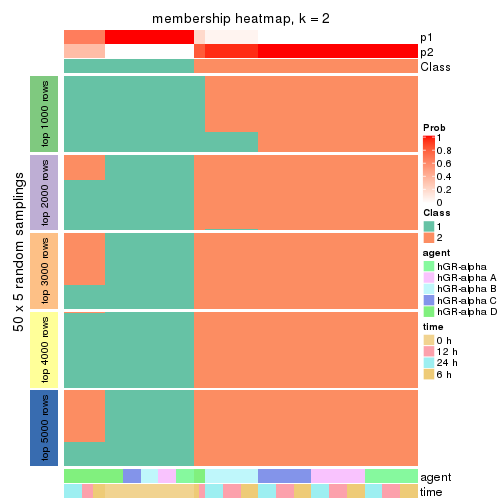 membership heatmap, k = 2
p1
p2
Class
50 x 5 random samplings
top 1000 rows
top 2000 rows
top 3000 rows
top 4000 rows
top 5000 rows
agent
time
Prob
1
0.8
0.6
0.4
0.2
0
Class
1
2
agent
hGR-alpha
hGR-alpha A
hGR-alpha B
hGR-alpha C
hGR-alpha D
time
0 h
12 h
24 h
6 h